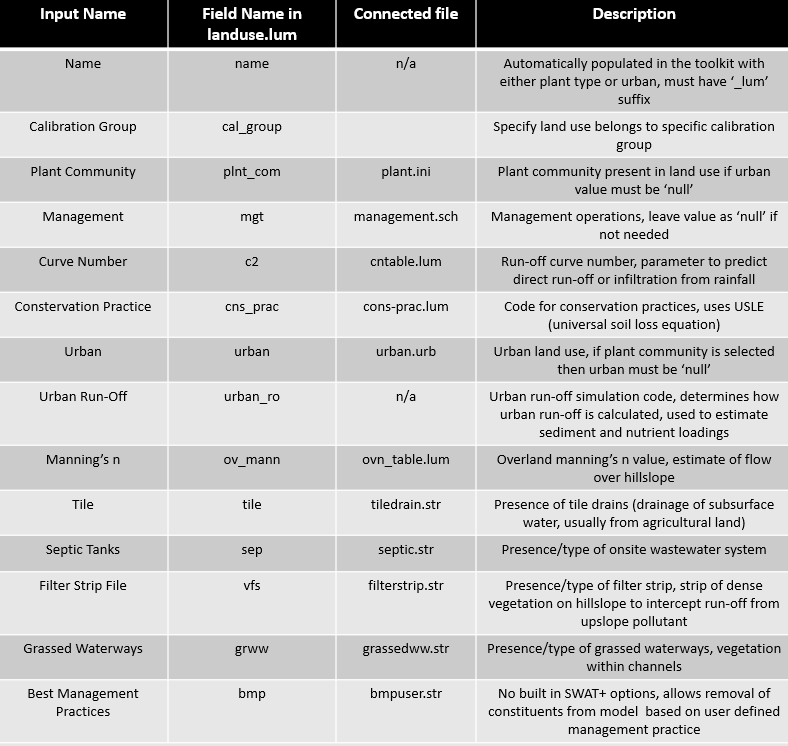 Input Name
Field Name in
landuse.lum
Connected file
Description
Name
name
n/a
Automatically populated in the toolkit with
either plant type or urban, must have ‘_lum’
suffix
Calibration Group
cal_group
Specify land use belongs to specific calibration
group
Plant Community
plnt_com
plant.ini
Plant community present in land use if urban
value must be ‘null’
Management
mgt
management.sch
Management operations, leave value as ‘null’ if
not needed
Curve Number
c2
cntable.lum
Run-off curve number, parameter to predict
direct run-off or infiltration from rainfall
Constervation Practice
cns_prac
cons-prac.lum
Code for conservation practices, uses USLE
(universal soil loss equation)
Urban
urban
urban.urb
Urban land use, if plant community is selected
then urban must be ‘null’
Urban Run-Off
urban_ro
n/a
Urban run-off simulation code, determines how
urban run-off is calculated, used to estimate
sediment and nutrient loadings
Manning’s n
ov_mann
ovn_table.lum
Overland manning’s n value, estimate of flow
over hillslope
Tile
tile
tiledrain.str
Presence of tile drains (drainage of subsurface
water, usually from agricultural land)
Septic Tanks
sep
septic.str
Presence/type of onsite wastewater system
Filter Strip File
vfs
filterstrip.str
Presence/type of filter strip, strip of dense
vegetation on hillslope to intercept run-off from
upslope pollutant
Grassed Waterways
grww
grassedww.str
Presence/type of grassed waterways, vegetation
within channels
Best Management
Practices
bmp
bmpuser.str
No built in SWAT+ options, allows removal of
constituents from model based on user defined
management practice